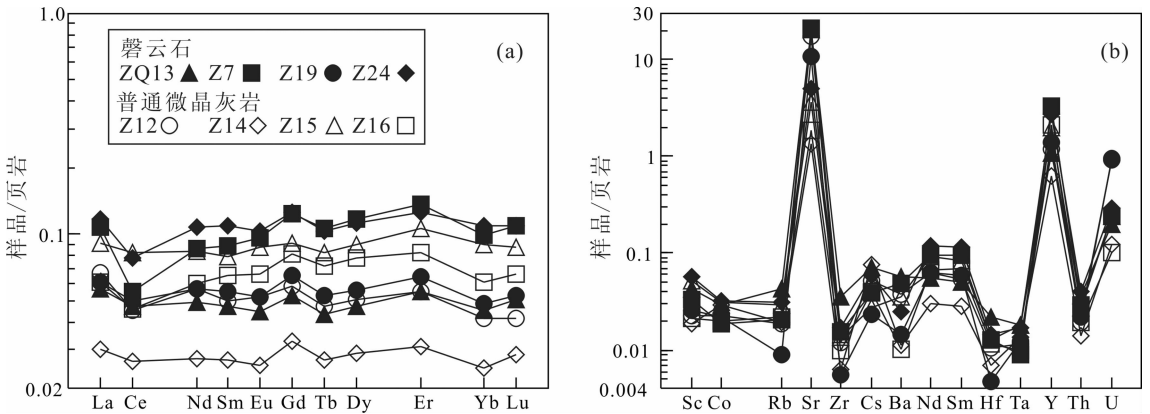 样品/页岩
1.0
0.1
0.02
磬云石
ZQ13 Z7 Z19 Z24
普通微晶灰岩
Z12 Z14 Z15 Z16
(a)
La Ce Nd Sm Eu Gd Tb Dy Er Yb Lu
样品/页岩
30
10
1
0.1
0.01
0.004
(b)
Sc Co Rb Sr Zr Cs Ba Nd Sm Hf Ta Y Th U